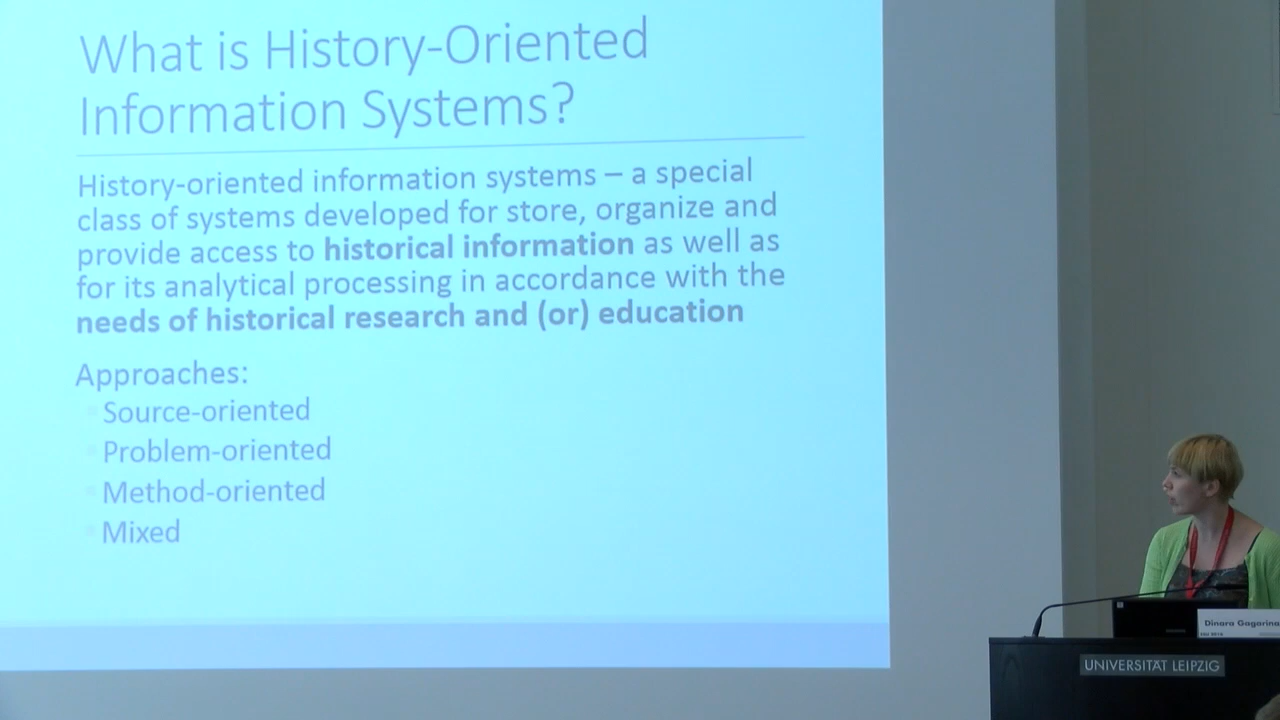 What is History-Oriented
Information Systems?
History-oriented information systems – a special
class of systems developed for store, organize and
provide access to historical information as well as
for its analytical processing in accordance with the
needs of historical research and (or) education
Approaches:
Source-oriented
Problem-oriented
Method-oriented
Mixed
Dinara Gagarina
UNIVERSITÄT LEIPZIG